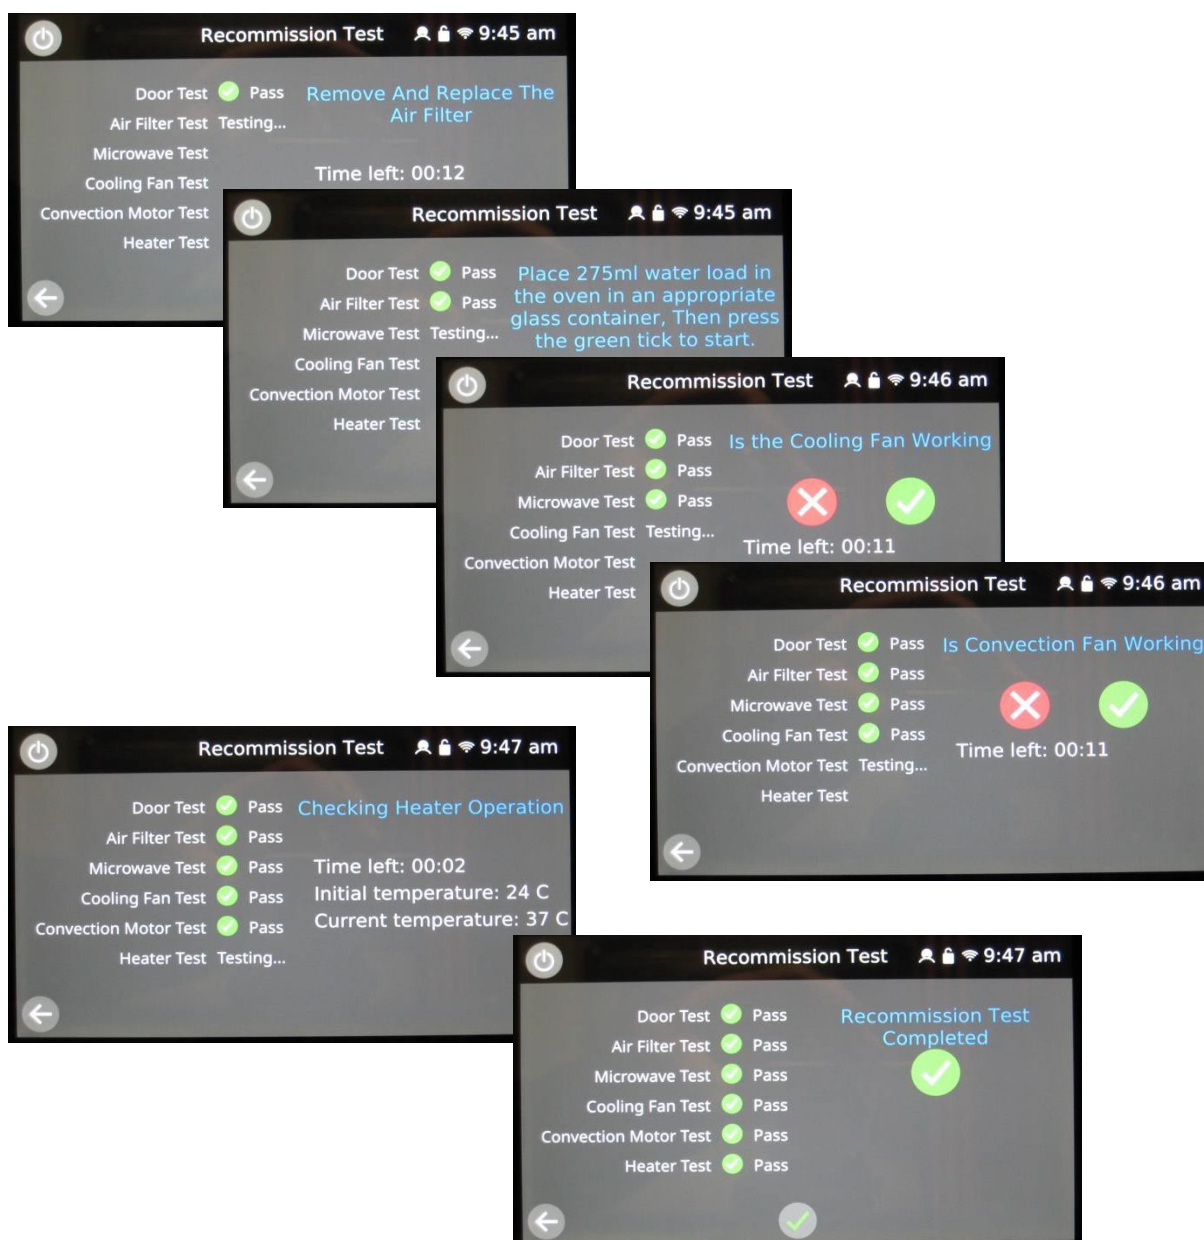 Recommission Test 9:45 am
Door Test Pass
Air Filter Test Testing...
Microwave Test
Cooling Fan Test
Convection Motor Test
Heater Test
Remove And Replace The
Air Filter
Time left: 00:12
Recommission Test 9:45 am
Door Test Pass
Air Filter Test Pass
Microwave Test Testing...
Cooling Fan Test
Convection Motor Test
Heater Test
Place 275ml water load in
the oven in an appropriate
glass container, Then press
the green tick to start.
Recommission Test 9:46 am
Door Test Pass
Air Filter Test Pass
Microwave Test Pass
Cooling Fan Test Testing...
Convection Motor Test
Heater Test
Is the Cooling Fan Working
Time left: 00:11
Recommission Test 9:46 am
Door Test Pass
Air Filter Test Pass
Microwave Test Pass
Cooling Fan Test Pass
Convection Motor Test Testing...
Heater Test
Is Convection Fan Working
Time left: 00:11
Recommission Test 9:47 am
Door Test Pass
Air Filter Test Pass
Microwave Test Pass
Cooling Fan Test Pass
Convection Motor Test Pass
Heater Test Testing...
Checking Heater Operation
Time left: 00:02
Initial temperature: 24 C
Current temperature: 37 C
Recommission Test 9:47 am
Door Test Pass
Air Filter Test Pass
Microwave Test Pass
Cooling Fan Test Pass
Convection Motor Test Pass
Heater Test Pass
Recommission Test
Completed